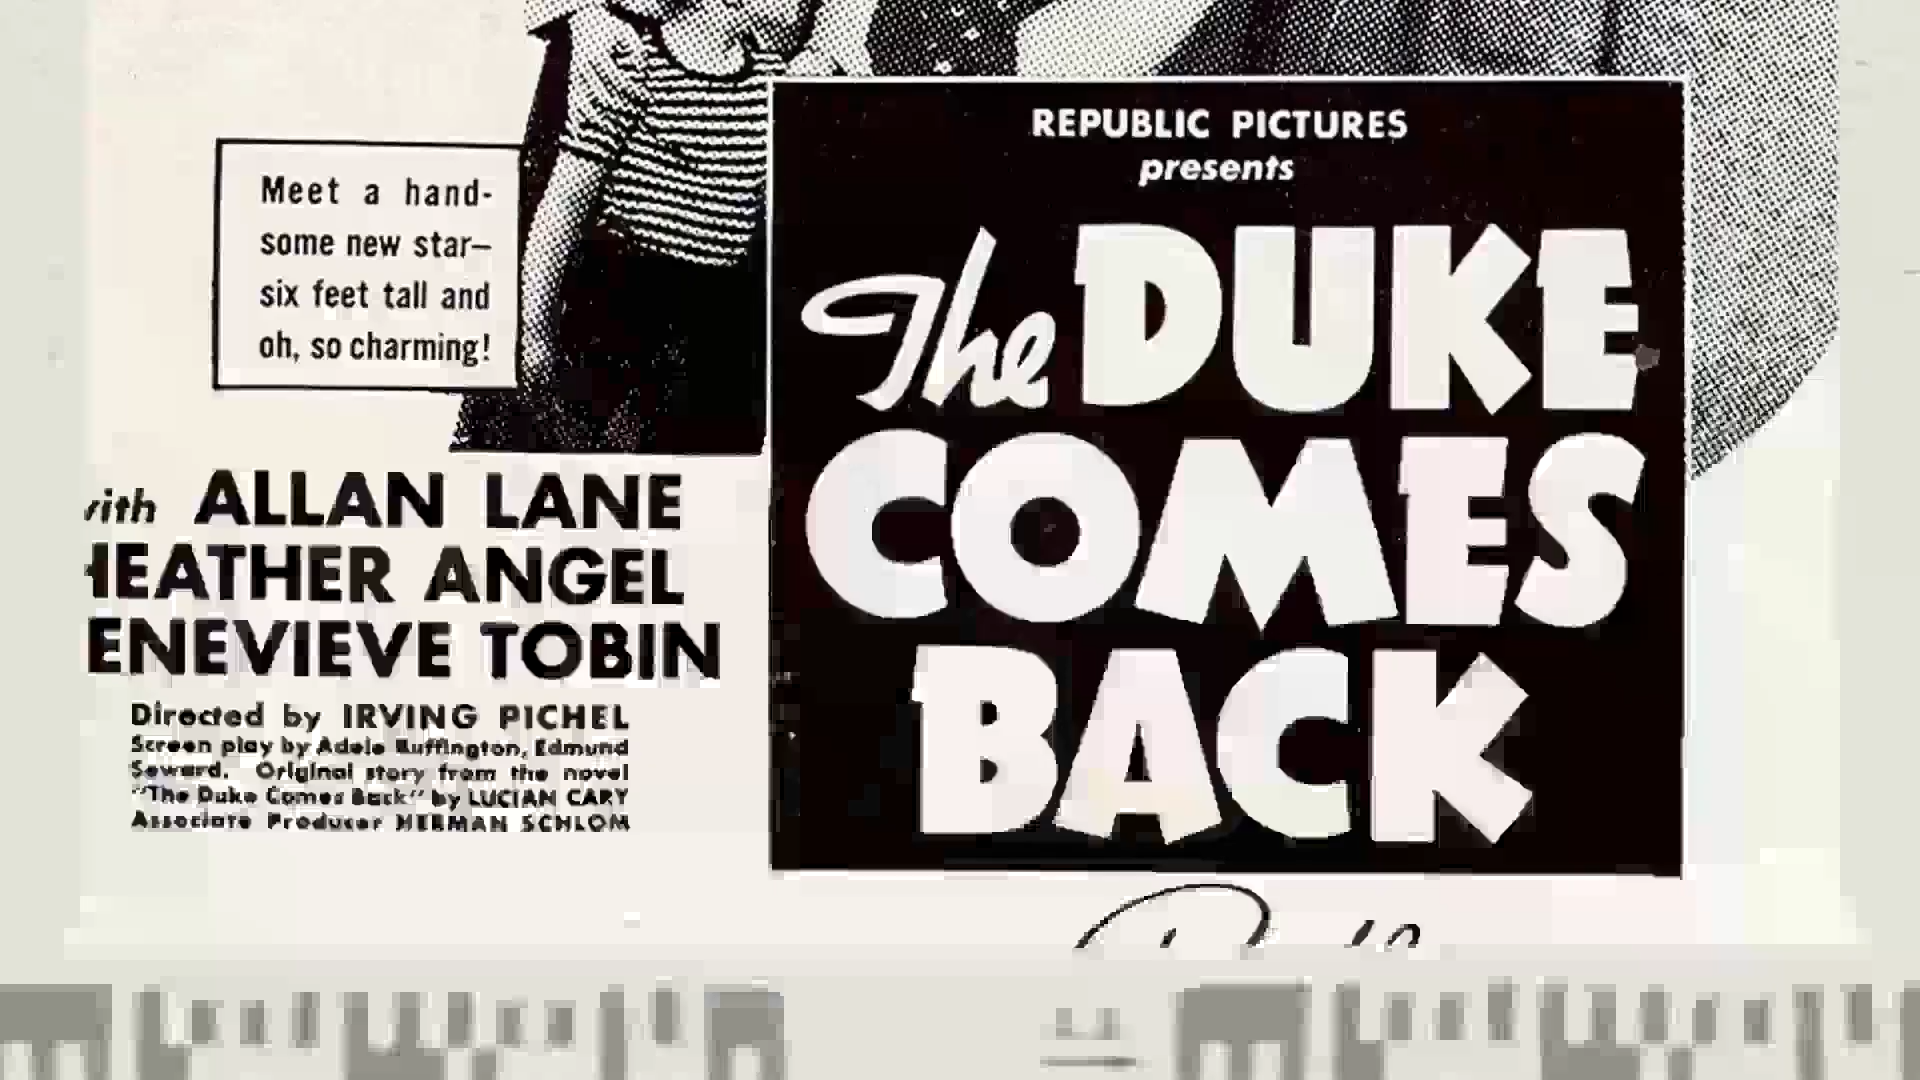 REPUBLIC PICTURES
presents
The DUKE
COMES
BACK
Meet a hand-
some new star–
six feet tall and
oh, so charming!
with ALLAN LANE
HEATHER ANGEL
ENEVIEVE TOBIN
Directed by IRVING PICHEL
Screen play by Adele Buffington, Edmund
Seward. Original story from the novel
"The Duke Comes Back" by LUCIAN CARY
Associate Producer HERMAN SCHLOM